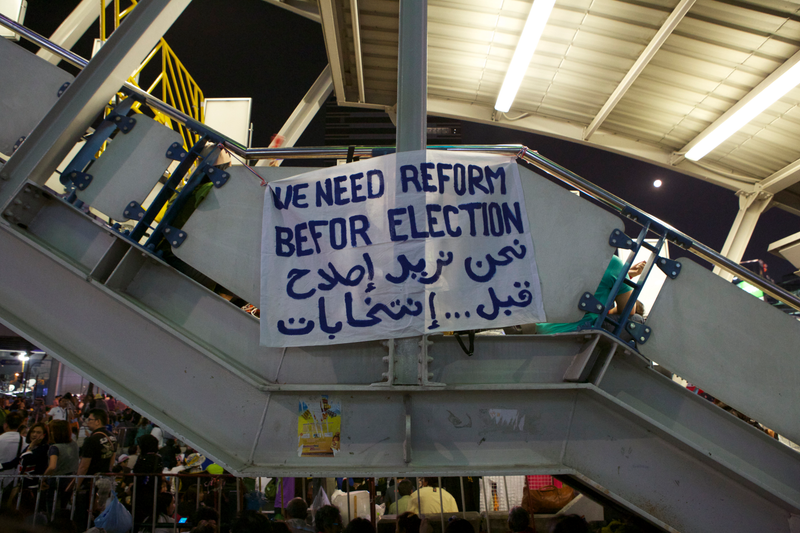 WE NEED REFORM
BEFOR ELECTION
نحن نريد إصلاح
قبل ... إنتخابات